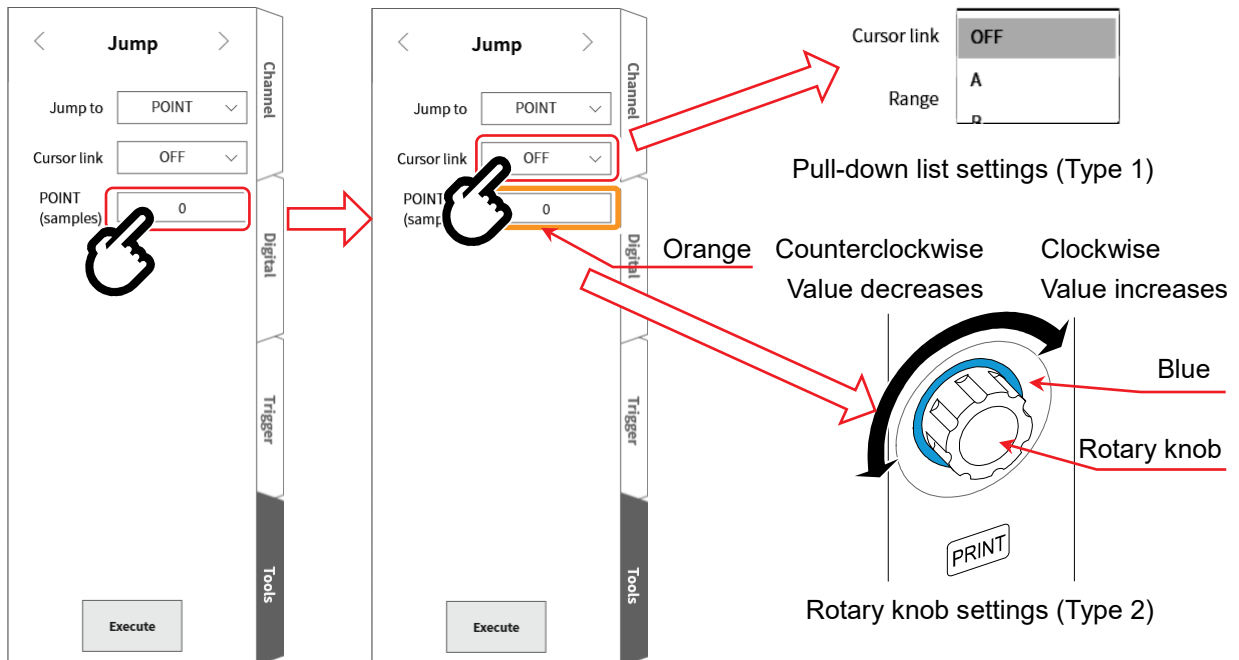 Jump
Jump to
POINT
Cursor link
OFF
POINT
(samples)
0
Execute
Channel
Digital
Trigger
Tools
Jump
Jump to
POINT
Cursor link
OFF
POINT
0
Execute
Channel
Digital
Trigger
Tools
Cursor link
OFF
A
Range
Pull-down list settings (Type 1)
Orange
Counterclockwise
Value decreases
Clockwise
Value increases
Blue
Rotary knob
PRINT
Rotary knob settings (Type 2)